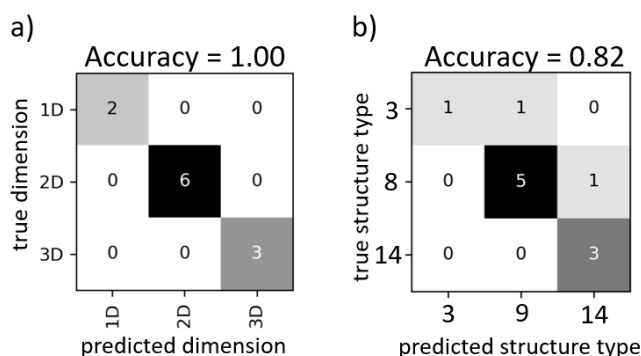 a)
Accuracy = 1.00
true dimension
1D
2 0 0
2D
0 6 0
3D
0 0 3
1D 2D 3D
predicted dimension
b)
Accuracy = 0.82
true structure type
3
1 1 0
8
0 5 1
14
0 0 3
3 9 14
predicted structure type